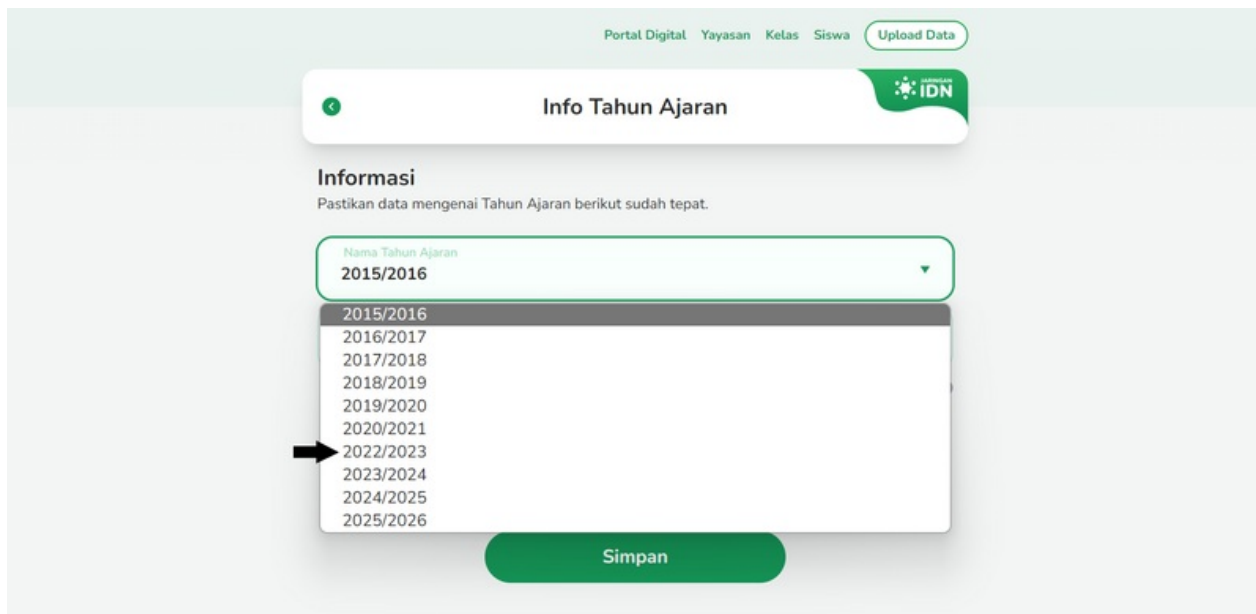 Portal Digital Yayasan Kelas Siswa Upload Data
JARINGAN
IDN
Info Tahun Ajaran
Informasi
Pastikan data mengenai Tahun Ajaran berikut sudah tepat.
Nama Tahun Ajaran
2015/2016
2015/2016
2016/2017
2017/2018
2018/2019
2019/2020
2020/2021
2022/2023
2023/2024
2024/2025
2025/2026
Simpan